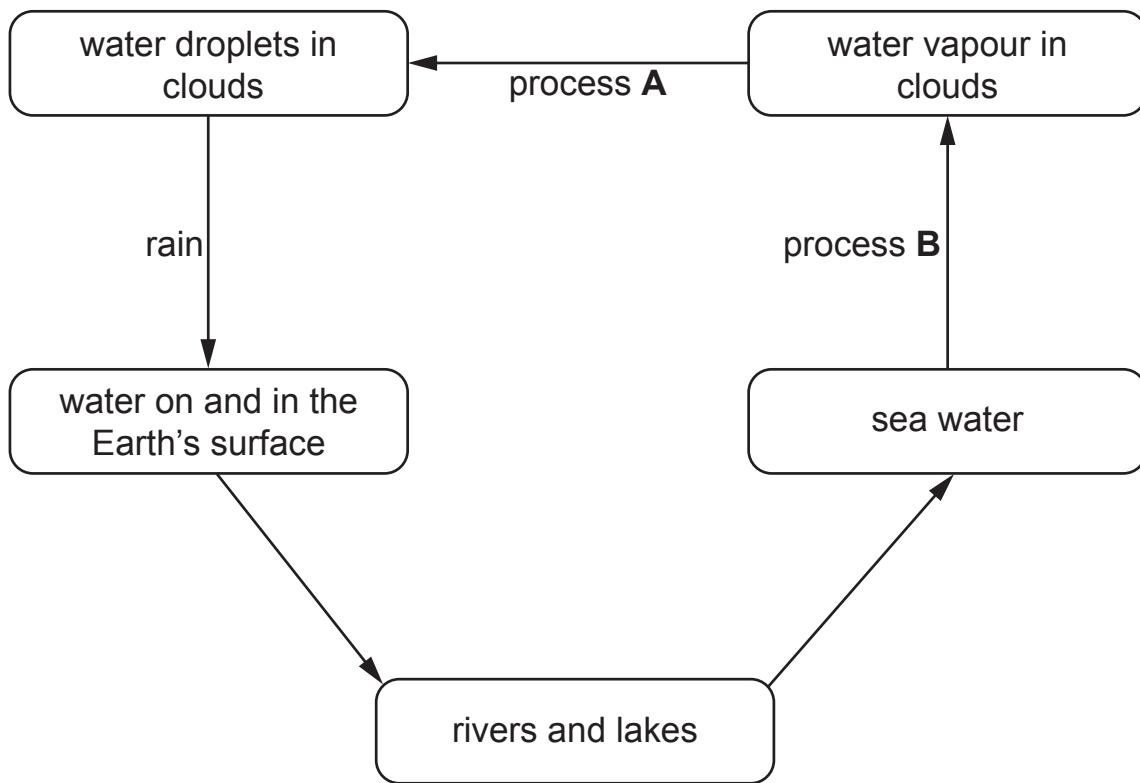 water droplets in
clouds
process A
water vapour in
clouds
rain
process B
water on and in the
Earth's surface
sea water
rivers and lakes